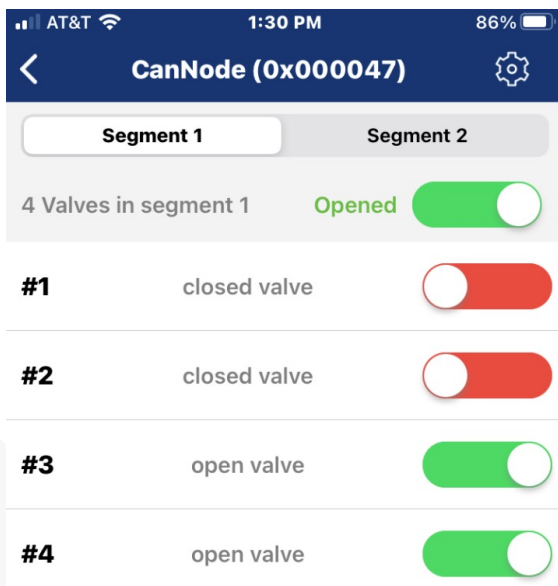 AT&T 1:30 PM 86%
CanNode (0x000047)
Segment 1 Segment 2
4 Valves in segment 1 Opened
#1 closed valve
#2 closed valve
#3 open valve
#4 open valve